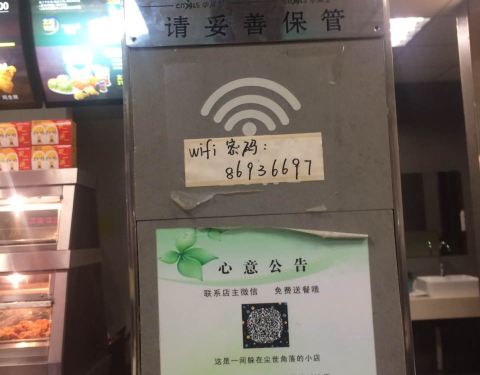 请妥善保管
wifi 密码:
86936697
心意公告
联系店主微信 免费送餐哦
这是一间躲在尘世角落的小店